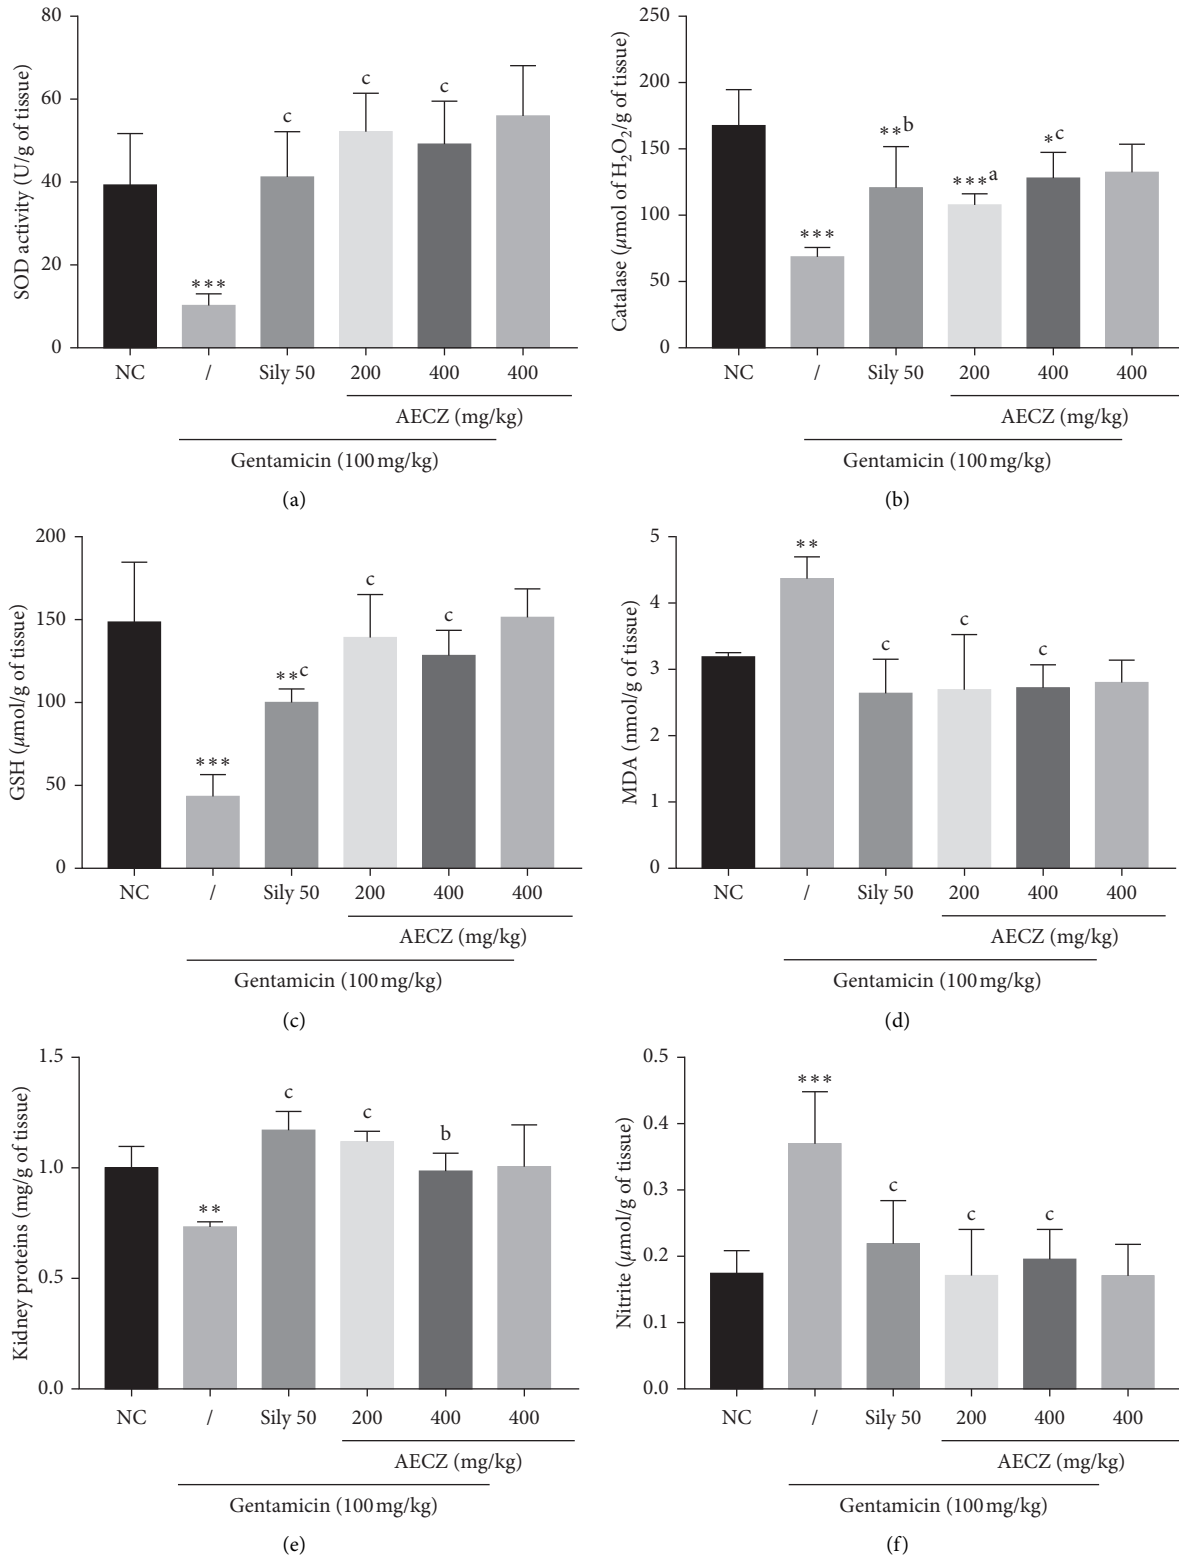 SOD activity (U/g of tissue)
80
60
40
20
0
***
c
c
c
NC
/
Sily 50
200
400
400
AECZ (mg/kg)
Gentamicin (100 mg/kg)
(a)
Catalase (μmol of H₂O₂/g of tissue)
250
200
150
100
50
0
***
**b
***a
*c
NC
/
Sily 50
200
400
400
AECZ (mg/kg)
Gentamicin (100 mg/kg)
(b)
GSH (μmol/g of tissue)
200
150
100
50
0
***
**c
c
c
NC
/
Sily 50
200
400
400
AECZ (mg/kg)
Gentamicin (100 mg/kg)
(c)
MDA (nmol/g of tissue)
5
4
3
2
1
0
**
c
c
c
NC
/
Sily 50
200
400
400
AECZ (mg/kg)
Gentamicin (100 mg/kg)
(d)
Kidney proteins (mg/g of tissue)
1.5
1.0
0.5
0.0
**
c
c
b
NC
/
Sily 50
200
400
400
AECZ (mg/kg)
Gentamicin (100 mg/kg)
(e)
Nitrite (μmol/g of tissue)
0.5
0.4
0.3
0.2
0.1
0.0
***
c
c
c
NC
/
Sily 50
200
400
400
AECZ (mg/kg)
Gentamicin (100 mg/kg)
(f)